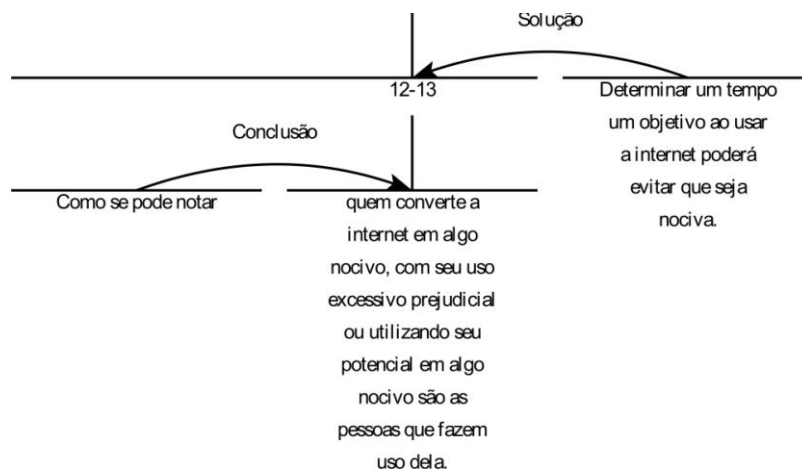 Solução
12-13
Determinar um tempo
um objetivo ao usar
a internet poderá
evitar que seja
nociva.
Conclusão
Como se pode notar
quem converte a
internet em algo
nocivo, com seu uso
excessivo prejudicial
ou utilizando seu
potencial em algo
nocivo são as
pessoas que fazem
uso dela.